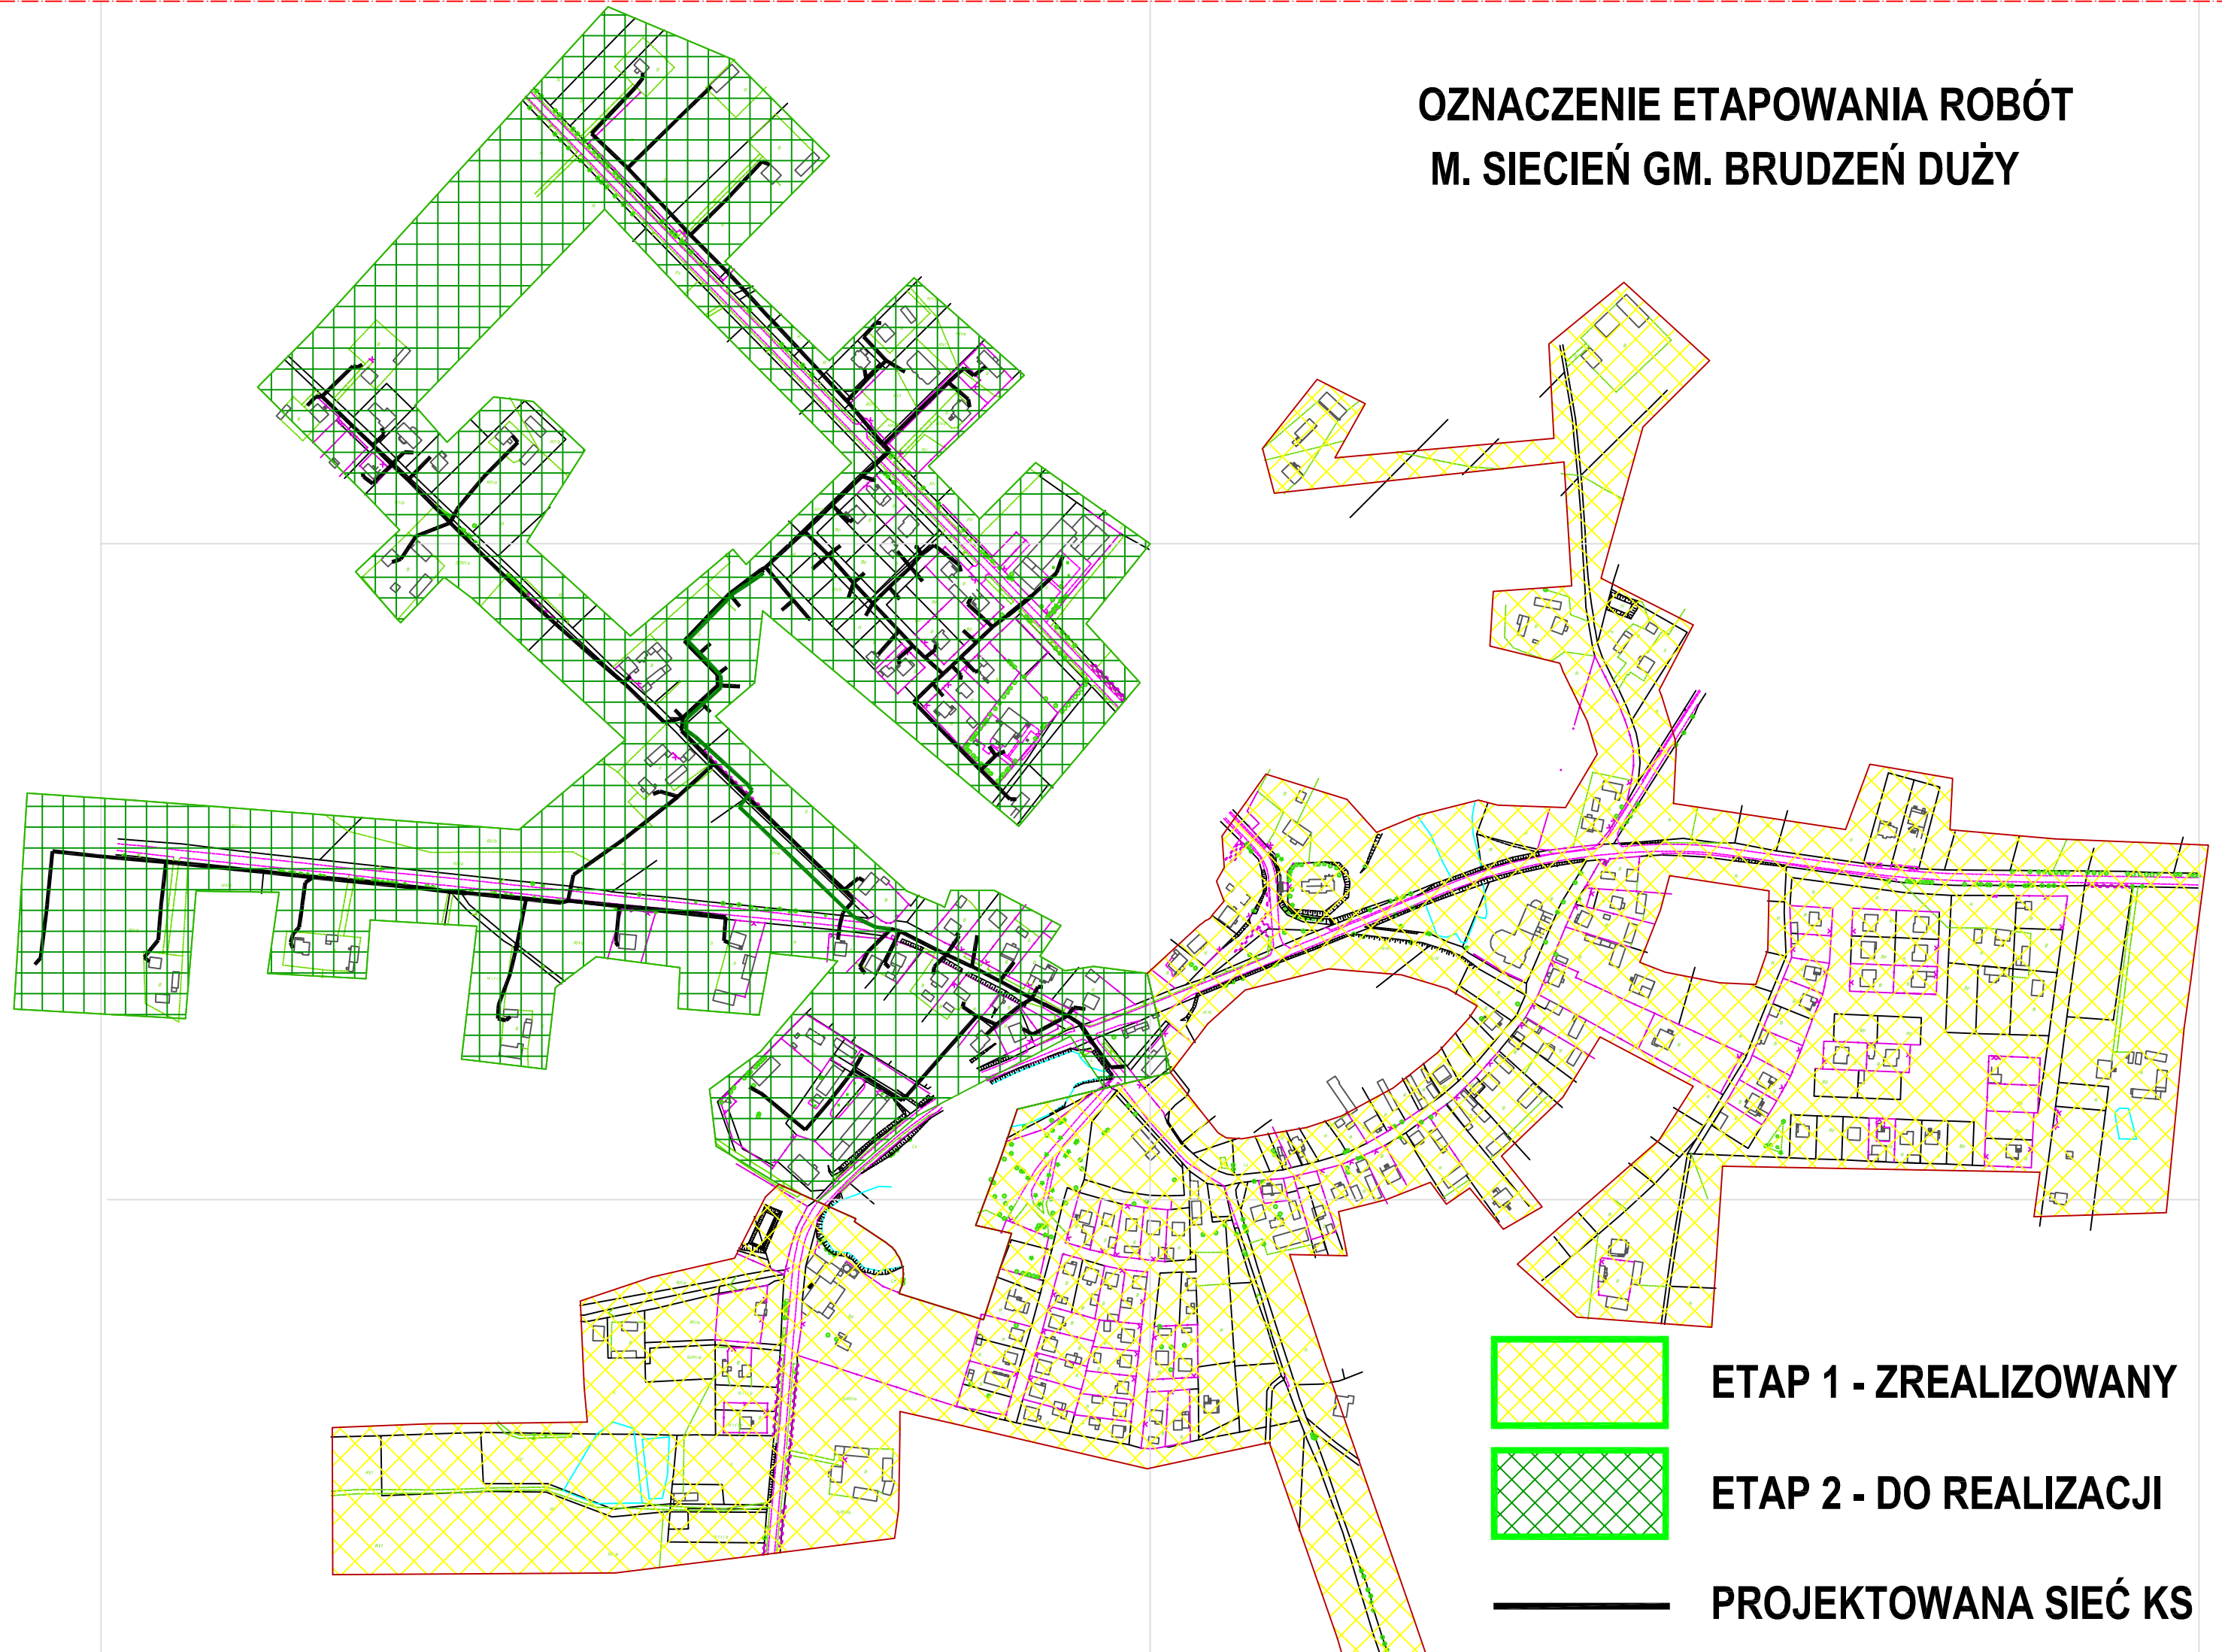 OZNACZENIE ETAPOWANIA ROBÓT
M. SIECIEŃ GM. BRUDZEŃ DUŻY
ETAP 1 - ZREALIZOWANY
ETAP 2 - DO REALIZACJI
PROJEKTOWANA SIEĆ KS